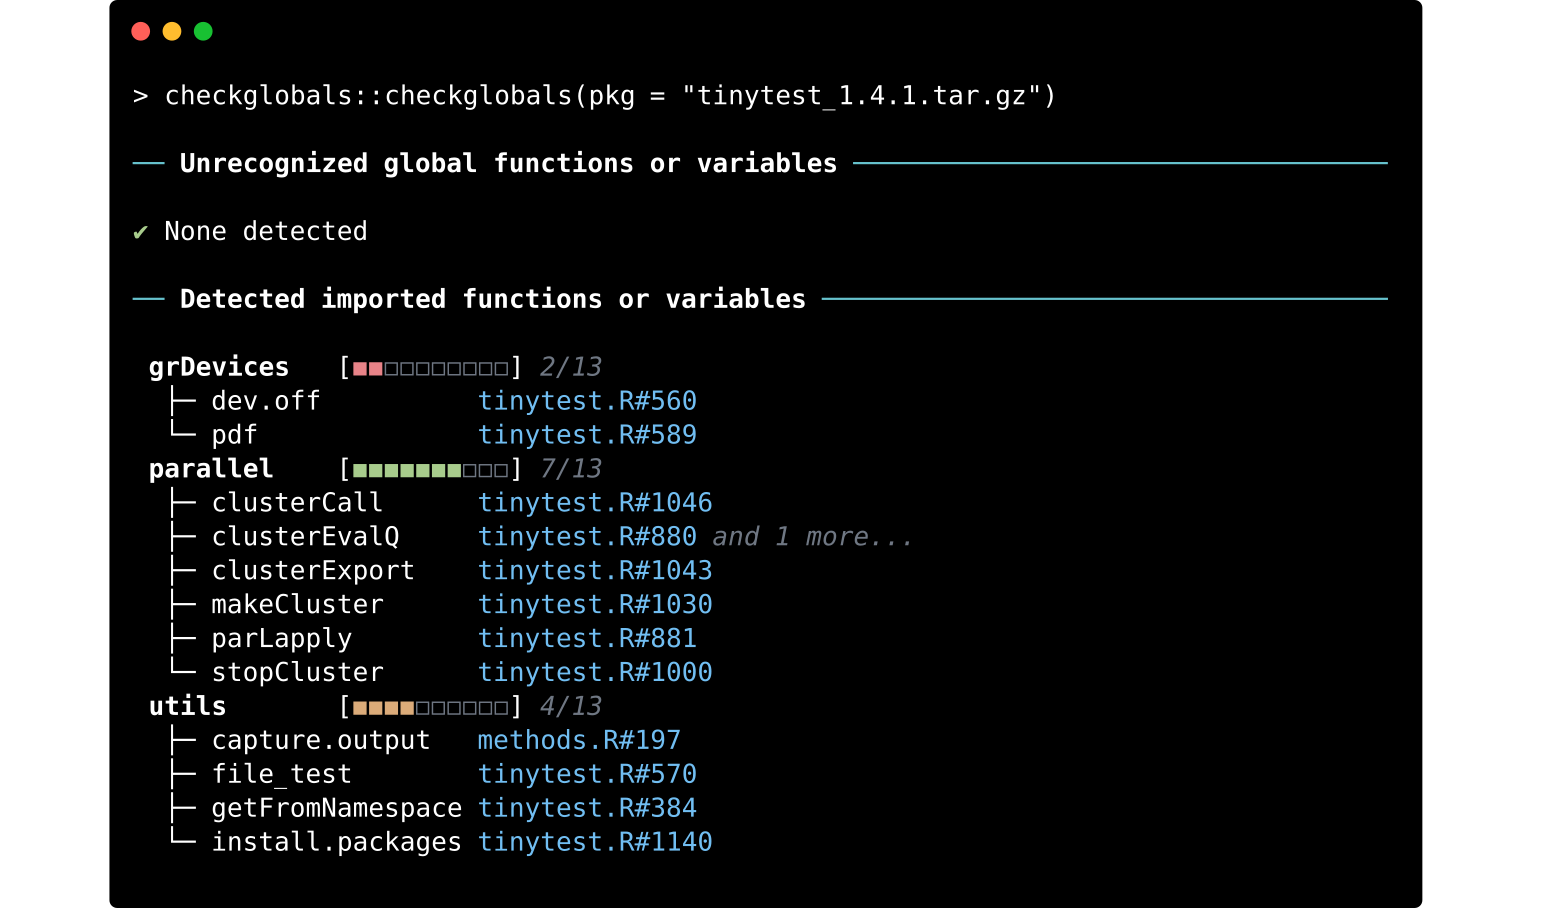 > checkglobals::checkglobals(pkg = "tinytest_1.4.1.tar.gz")
── Unrecognized global functions or variables ──────────────────────────────────
✔ None detected
── Detected imported functions or variables ────────────────────────────────────
grDevices [■■□□□□□□□□] 2/13
├─ dev.off tinytest.R#560
└─ pdf tinytest.R#589
parallel [■■■■■■■□□□] 7/13
├─ clusterCall tinytest.R#1046
├─ clusterEvalQ tinytest.R#880 and 1 more...
├─ clusterExport tinytest.R#1043
├─ makeCluster tinytest.R#1030
├─ parLapply tinytest.R#881
└─ stopCluster tinytest.R#1000
utils [■■■■□□□□□□] 4/13
├─ capture.output methods.R#197
├─ file_test tinytest.R#570
├─ getFromNamespace tinytest.R#384
└─ install.packages tinytest.R#1140